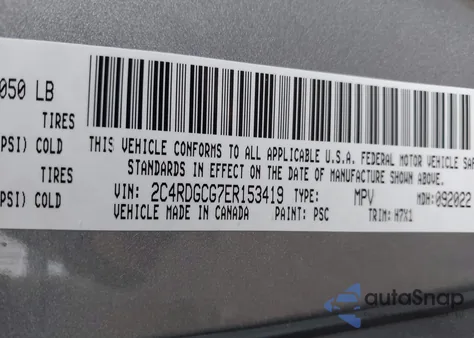 050 LB
TIRES
PSI) COLD
THIS VEHICLE CONFORMS TO ALL APPLICABLE U.S.A. FEDERAL MOTOR VEHICLE SAF
TIRES
STANDARDS IN EFFECT ON THE DATE OF MANUFACTURE SHOWN ABOVE.
PSI) COLD
VIN: 2C4RDGCG7ER153419 TYPE: MPV MDH:092022
VEHICLE MADE IN CANADA PAINT: PSC TRIM: H7X1
autoSnap